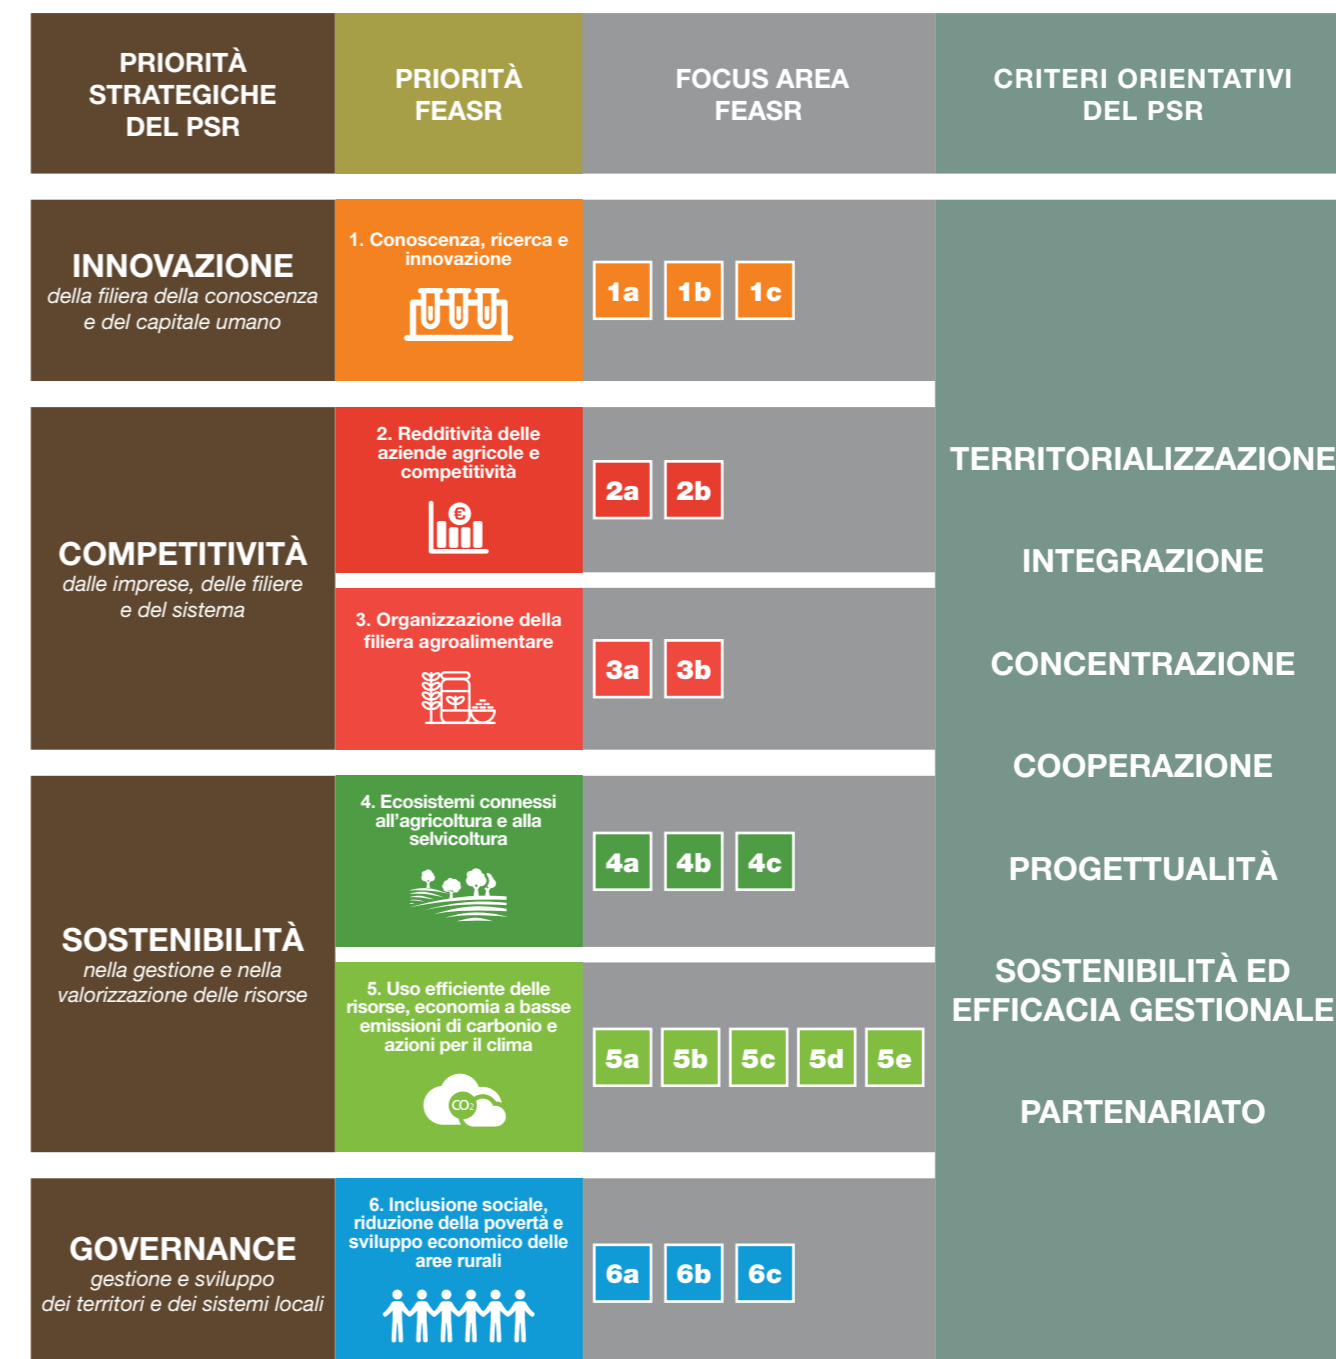 PRIORITÀ
STRATEGICHE
DEL PSR
PRIORITÀ
FEASR
FOCUS AREA
FEASR
CRITERI ORIENTATIVI
DEL PSR
INNOVAZIONE
della filiera della conoscenza
e del capitale umano
1. Conoscenza, ricerca e
innovazione
1a 1b 1c
COMPETITIVITÀ
dalle imprese, delle filiere
e del sistema
2. Redditività delle
aziende agricole e
competitività
€
2a 2b
3. Organizzazione della
filiera agroalimentare
3a 3b
SOSTENIBILITÀ
nella gestione e nella
valorizzazione delle risorse
4. Ecosistemi connessi
all’agricoltura e alla
selvicoltura
4a 4b 4c
5. Uso efficiente delle
risorse, economia a basse
emissioni di carbonio e
azioni per il clima
CO₂
5a 5b 5c 5d 5e
GOVERNANCE
gestione e sviluppo
dei territori e dei sistemi locali
6. Inclusione sociale,
riduzione della povertà e
sviluppo economico delle
aree rurali
6a 6b 6c
TERRITORIALIZZAZIONE
INTEGRAZIONE
CONCENTRAZIONE
COOPERAZIONE
PROGETTUALITÀ
SOSTENIBILITÀ ED
EFFICACIA GESTIONALE
PARTENARIATO